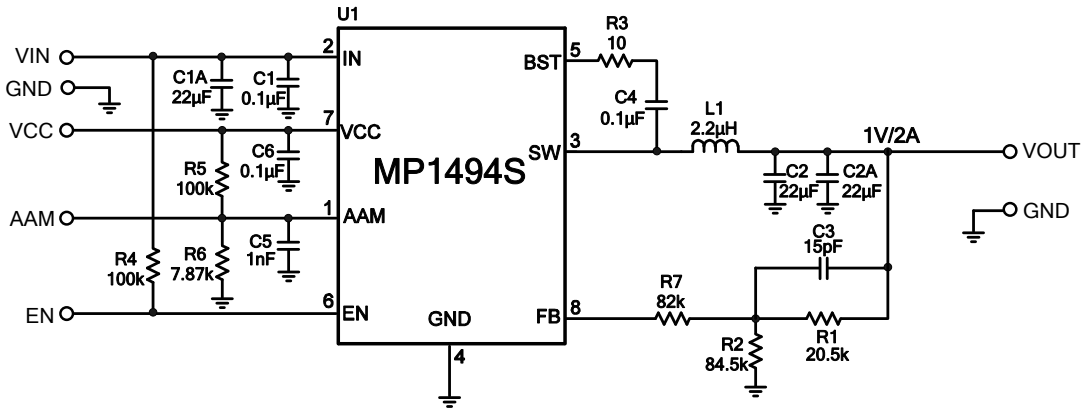 U1
VIN
GND
VCC
AAM
EN
2
IN
7
VCC
1
AAM
6
EN
C1A
22µF
C1
0.1µF
R5
100k
C6
0.1µF
R4
100k
R6
7.87k
C5
1nF
MP1494S
GND
4
BST
5
SW
3
FB
8
R3
10
C4
0.1µF
L1
2.2µH
1V/2A
VOUT
GND
C2
22µF
C2A
22µF
C3
15pF
R7
82k
R2
84.5k
R1
20.5k